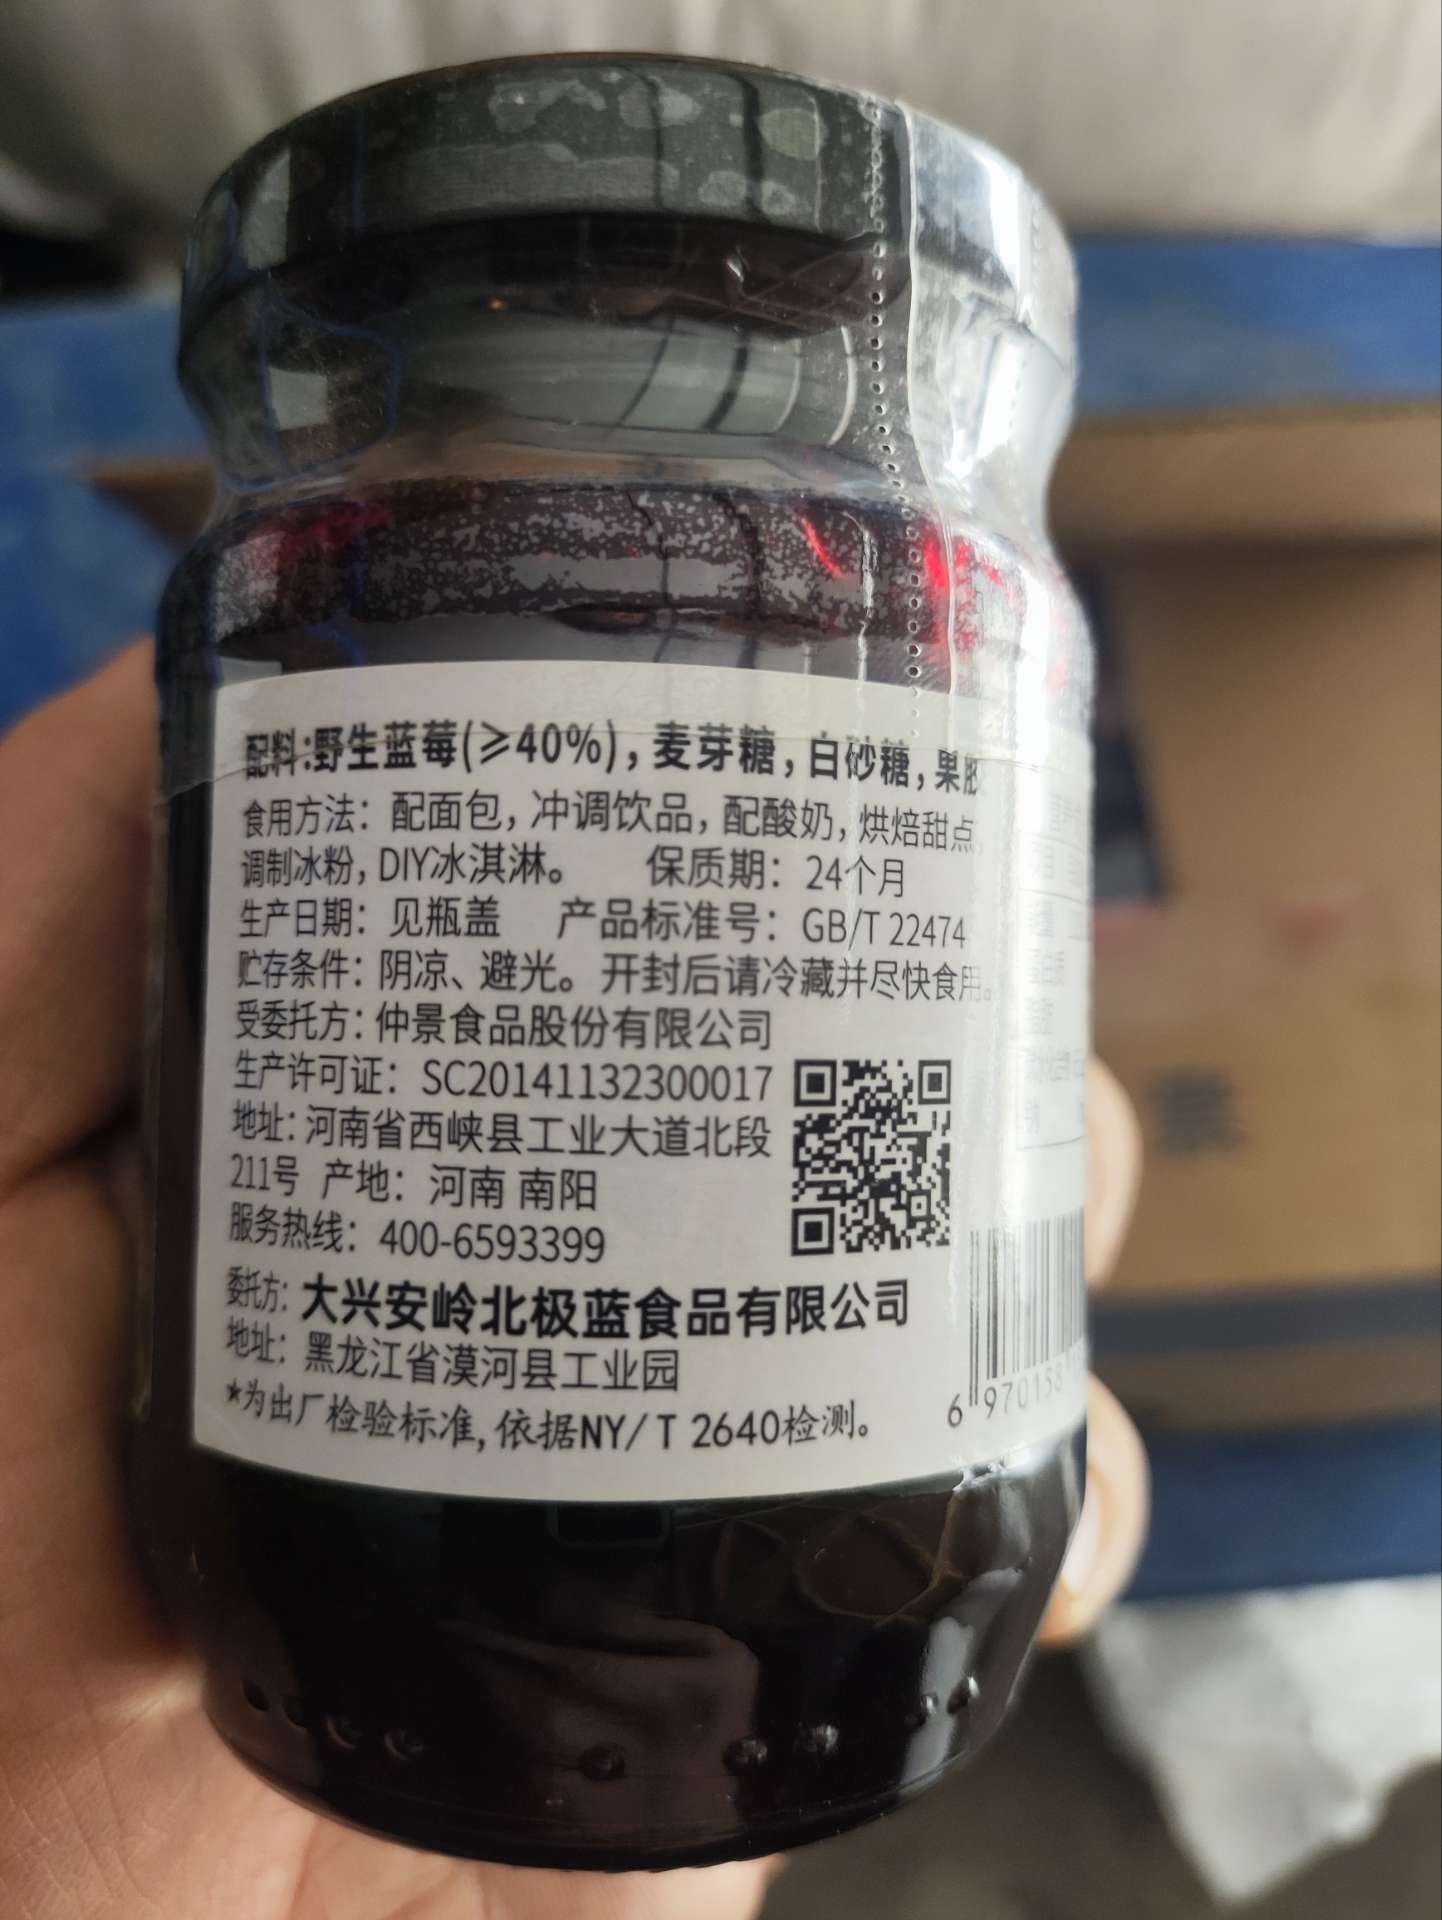 配料:野生蓝莓(≥40%),麦芽糖,白砂糖,果胶
食用方法：配面包，冲调饮品，配酸奶，烘焙甜点，
调制冰粉，DIY冰淇淋。 保质期：24个月
生产日期：见瓶盖 产品标准号：GB/T 22474
贮存条件：阴凉、避光。开封后请冷藏并尽快食用。
受委托方：仲景食品股份有限公司
生产许可证：SC20141132300017
地址：河南省西峡县工业大道北段
211号 产地：河南 南阳
服务热线：400-6593399
委托方：大兴安岭北极蓝食品有限公司
地址：黑龙江省漠河县工业园
*为出厂检验标准,依据NY/T 2640检测。
6 970158